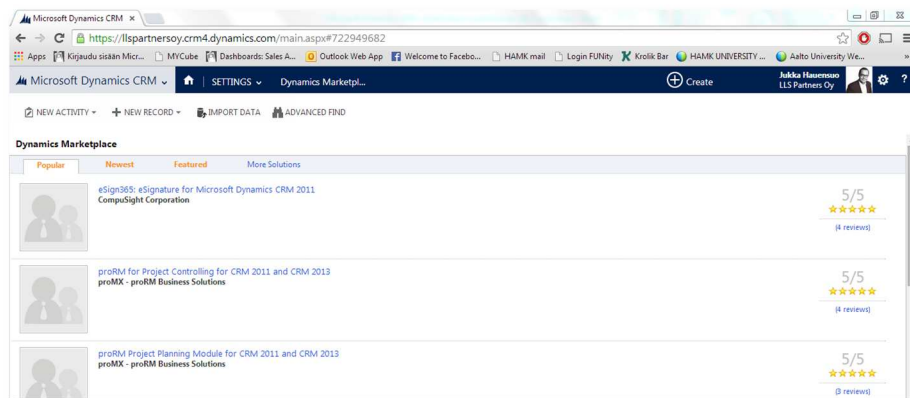 Microsoft Dynamics CRM
https://llspartnersoy.crm4.dynamics.com/main.aspx#722949682
Apps Kirjaudu sisään Micr... MYCube Dashboards: Sales A... Outlook Web App Welcome to Facebo... HAMK mail Login FUNity Krolik Bar HAMK UNIVERSITY ... Aalto University We... »
Microsoft Dynamics CRM SETTINGS Dynamics Marketpl... Create Jukka Hauensuo ?
LLS Partners Oy
NEW ACTIVITY NEW RECORD IMPORT DATA ADVANCED FIND
Dynamics Marketplace
Popular Newest Featured More Solutions
eSign365: eSignature for Microsoft Dynamics CRM 2011
CompuSight Corporation
5/5
(4 reviews)
proRM for Project Controlling for CRM 2011 and CRM 2013
proMX - proRM Business Solutions
5/5
(4 reviews)
proRM Project Planning Module for CRM 2011 and CRM 2013
proMX - proRM Business Solutions
5/5
(3 reviews)